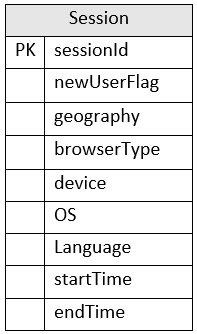 Session
PK sessionId
newUserFlag
geography
browserType
device
OS
Language
startTime
endTime